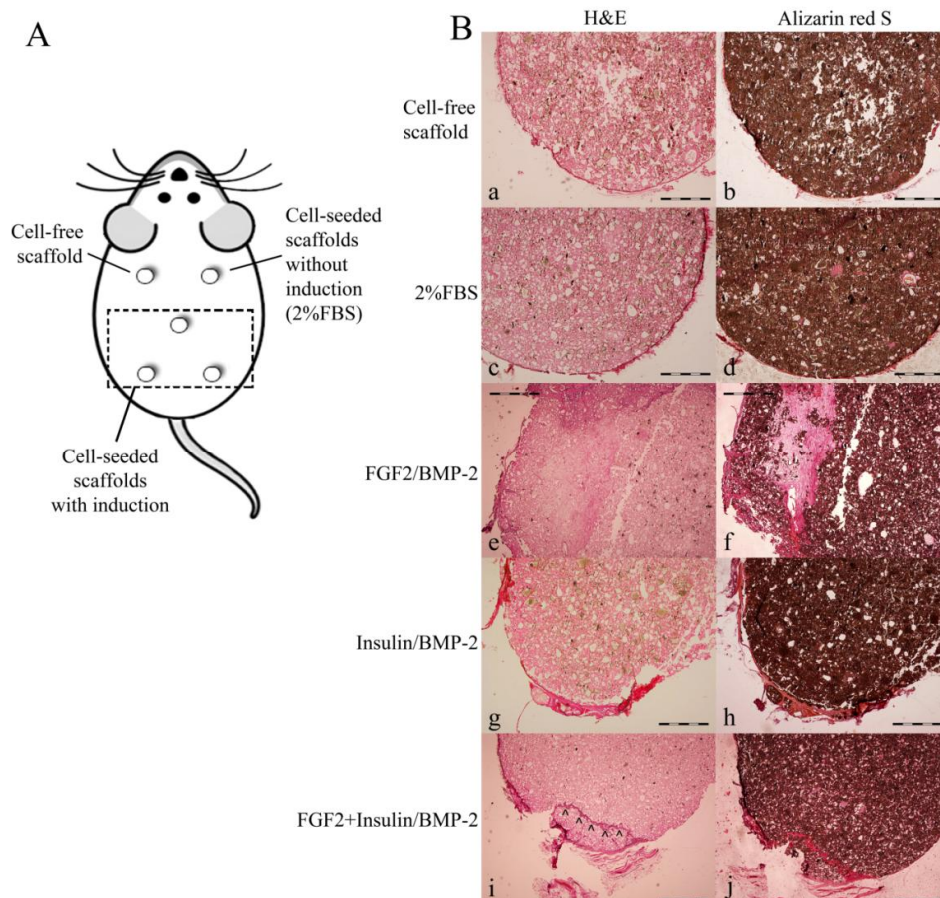 A
Cell-free
scaffold
Cell-seeded
scaffolds
without
induction
(2%FBS)
Cell-seeded
scaffolds
with induction
B
H&E
Alizarin red S
Cell-free
scaffold
a
b
2%FBS
c
d
FGF2/BMP-2
e
f
Insulin/BMP-2
g
h
FGF2+Insulin/BMP-2
^ ^ ^ ^ ^
i
j